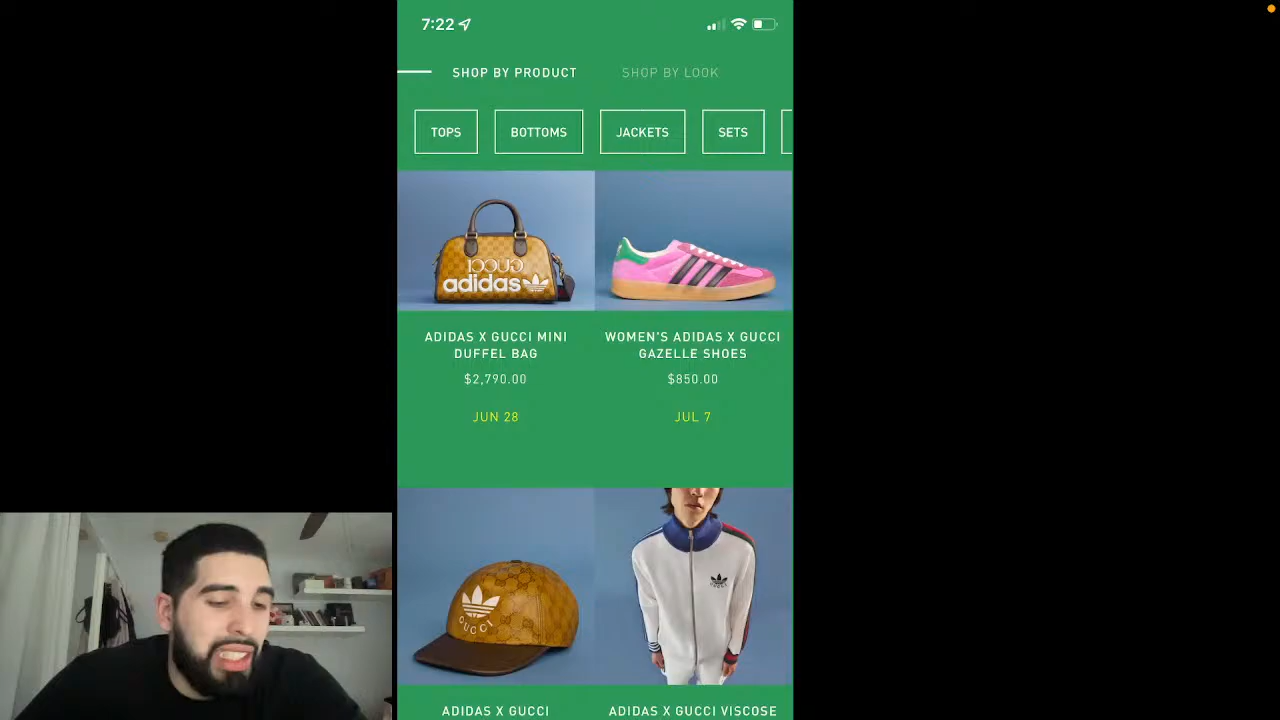 7:22
SHOP BY PRODUCT
SHOP BY LOOK
TOPS
BOTTOMS
JACKETS
SETS
GUCCI
adidas
ADIDAS X GUCCI MINI
DUFFEL BAG
$2,790.00
JUN 28
WOMEN'S ADIDAS X GUCCI
GAZELLE SHOES
$850.00
JUL 7
GUCCI
ADIDAS X GUCCI
ADIDAS X GUCCI VISCOSE